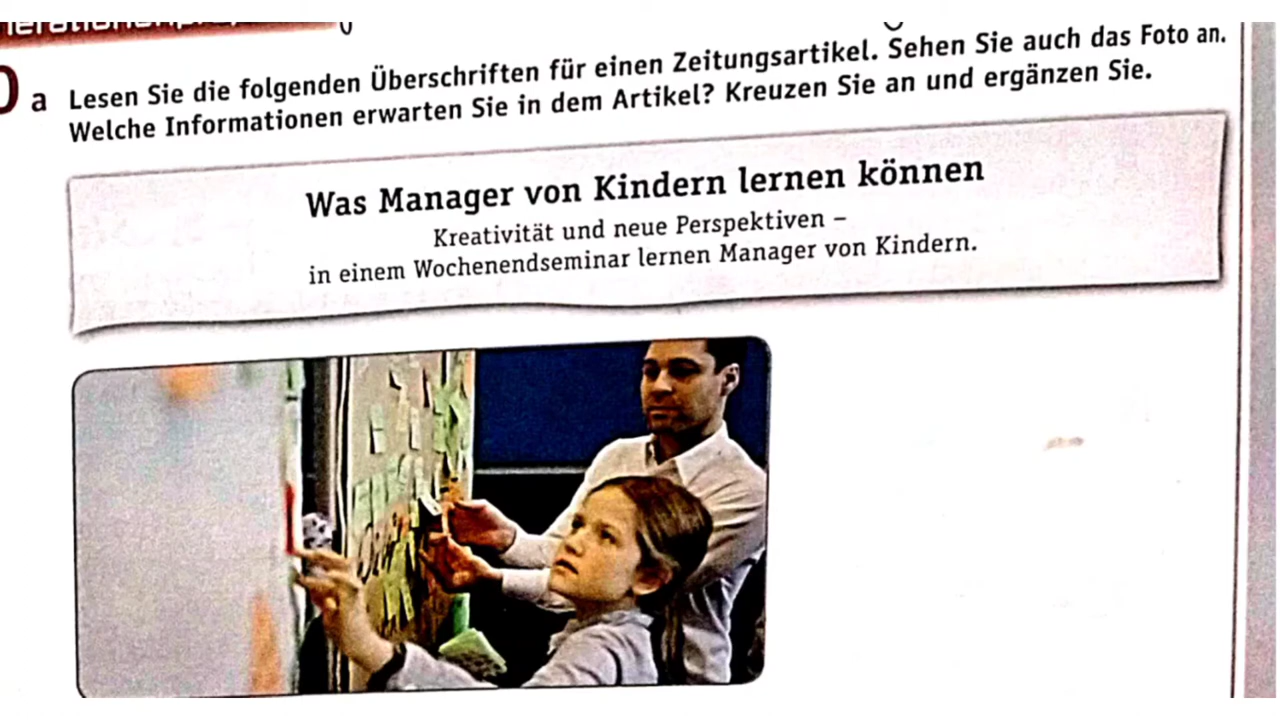 a Lesen Sie die folgenden Überschriften für einen Zeitungsartikel. Sehen Sie auch das Foto an.
Welche Informationen erwarten Sie in dem Artikel? Kreuzen Sie an und ergänzen Sie.
Was Manager von Kindern lernen können
Kreativität und neue Perspektiven –
in einem Wochenendseminar lernen Manager von Kindern.